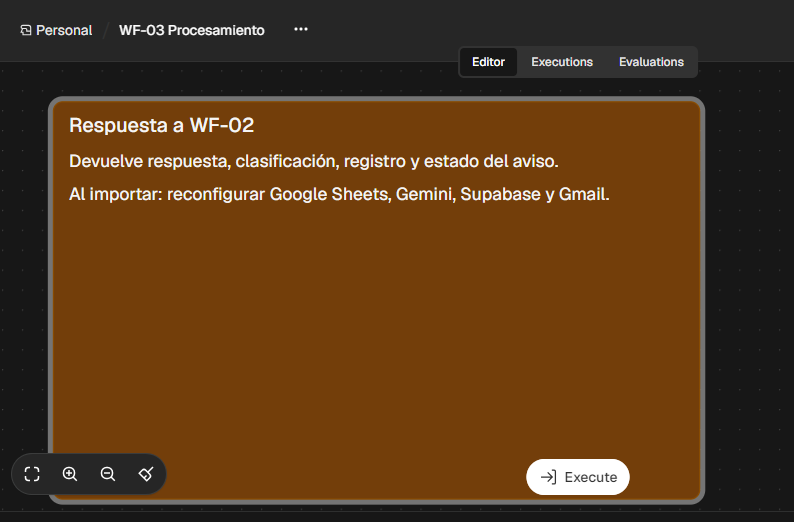 Personal / WF-03 Procesamiento ...
Editor Executions Evaluations
Respuesta a WF-02
Devuelve respuesta, clasificación, registro y estado del aviso.
Al importar: reconfigurar Google Sheets, Gemini, Supabase y Gmail.
Execute